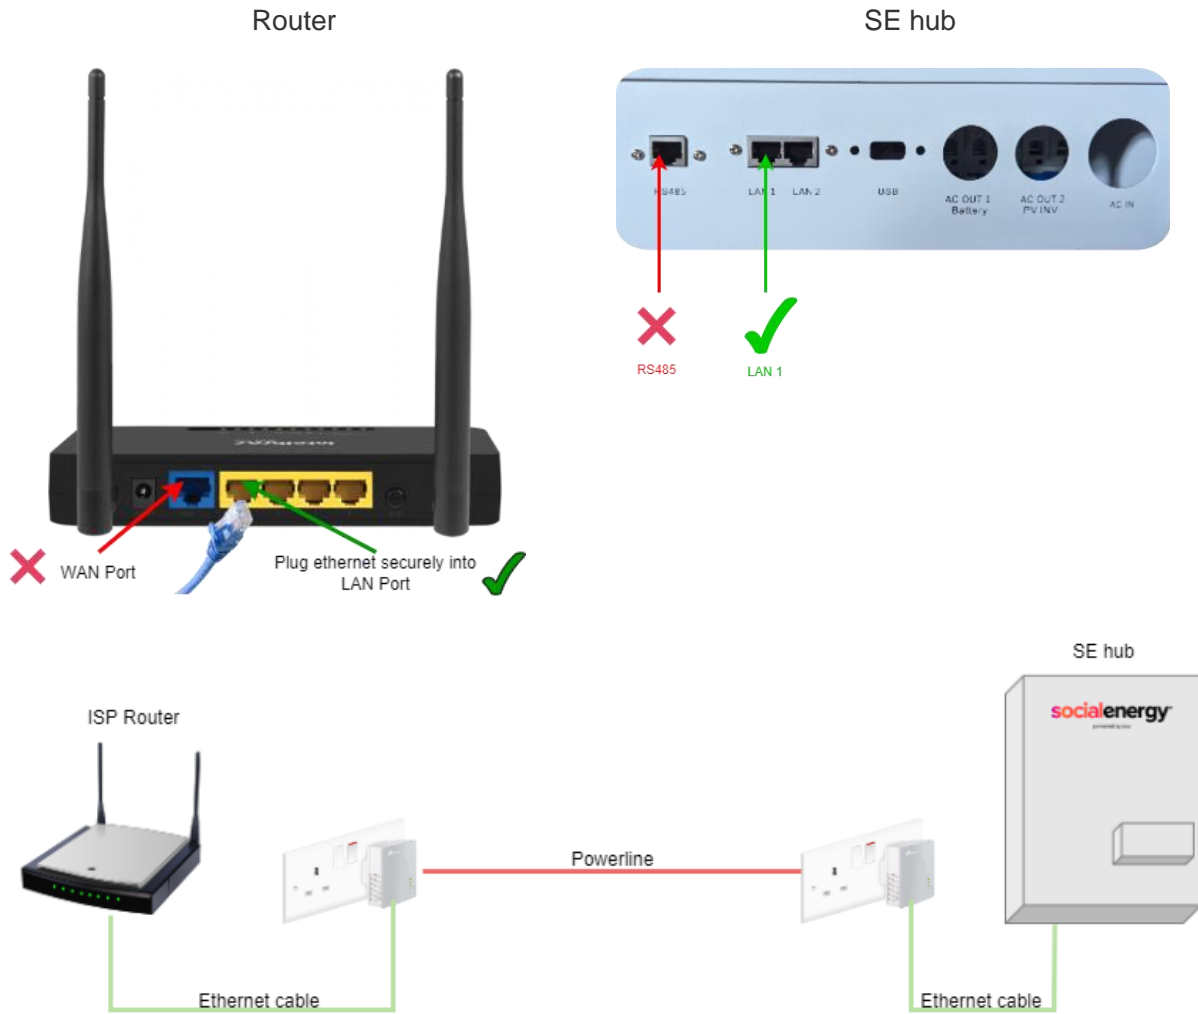 Router
SE hub
RS485
LAN 1
LAN 2
USB
AC OUT 1
Battery
AC OUT 2
PV INV
AC IN
RS485
LAN 1
WAN Port
Plug ethernet securely into
LAN Port
SE hub
ISP Router
socialenergy
Powerline
Ethernet cable
Ethernet cable